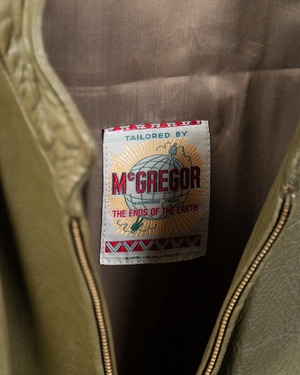 TAILORED BY
McGREGOR
THE ENDS OF THE EARTH